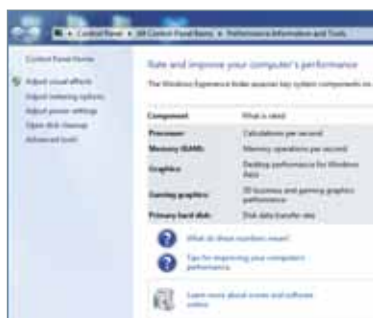 Control Panel ▸ All Control Panel Items ▸ Performance Information and Tools
Control Panel Home
Adjust visual effects
Adjust indexing options
Adjust power settings
Open disk cleanup
Advanced tools
Rate and improve your computer's performance
The Windows Experience Index assesses key system components on
Component What is rated
Processor: Calculations per second
Memory (RAM): Memory operations per second
Graphics: Desktop performance for Windows
Aero
Gaming graphics: 3D business and gaming graphics
performance
Primary hard disk: Disk data transfer rate
What do these numbers mean?
Tips for improving your computer's
performance.
Learn more about scores and software
online